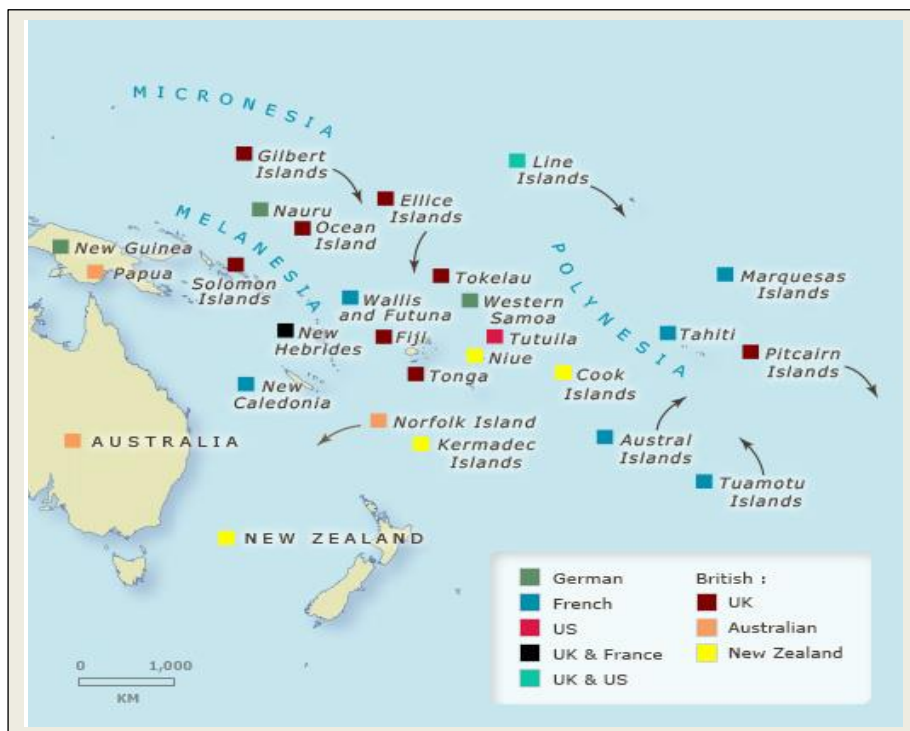 MICRONESIA
Gilbert
Islands
Line
Islands
Ellice
Islands
Nauru
Ocean
Island
MELANESIA
New Guinea
Papua
Solomon
Islands
Tokelau
POLYNESIA
Marquesas
Islands
Wallis
and Futuna
Western
Samoa
New
Hebrides
Fiji
Tutuila
Niue
Tahiti
Pitcairn
Islands
Tonga
Cook
Islands
New
Caledonia
Norfolk Island
AUSTRALIA
Kermadec
Islands
Austral
Islands
Tuamotu
Islands
NEW ZEALAND
German
French
US
UK & France
UK & US
British :
UK
Australian
New Zealand
0 1,000
KM